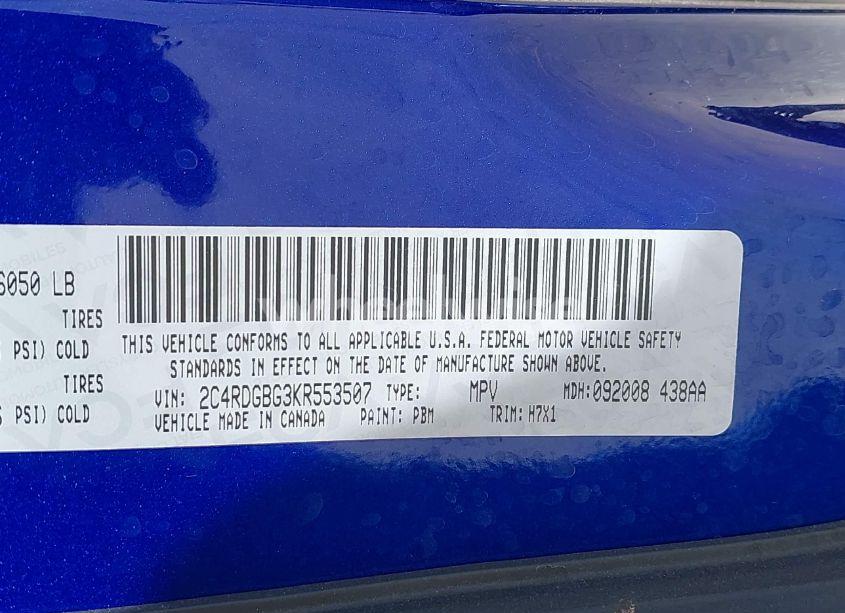 6050 LB
TIRES
PSI) COLD
TIRES
PSI) COLD
THIS VEHICLE CONFORMS TO ALL APPLICABLE U.S.A. FEDERAL MOTOR VEHICLE SAFETY
STANDARDS IN EFFECT ON THE DATE OF MANUFACTURE SHOWN ABOVE.
VIN: 2C4RDGBG3KR553507 TYPE: MPV MDH:092008 438AA
VEHICLE MADE IN CANADA PAINT: PBM TRIM: H7X1